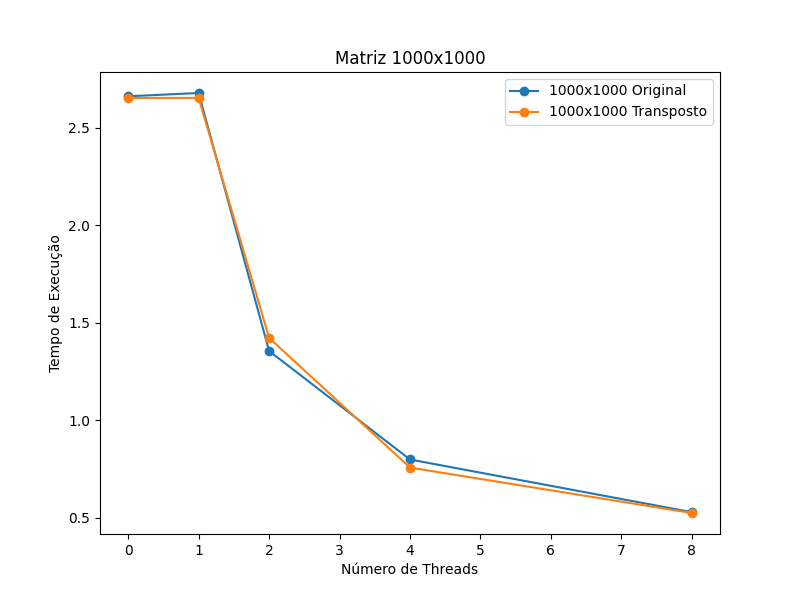 Matriz 1000x1000
1000x1000 Original
1000x1000 Transposto
Tempo de Execução
2.5
2.0
1.5
1.0
0.5
0 1 2 3 4 5 6 7 8
Número de Threads